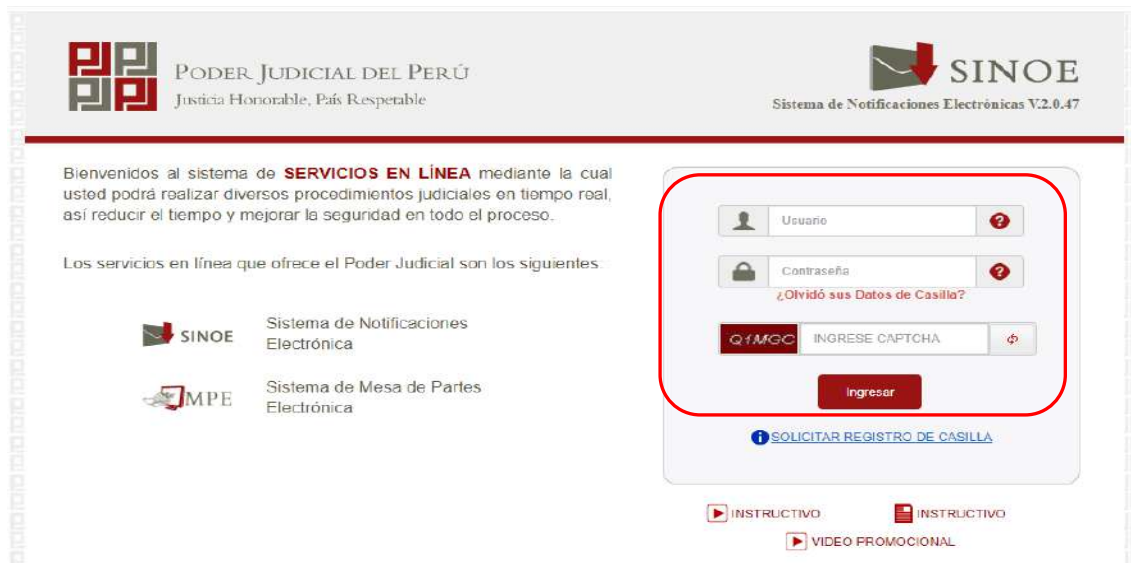 PODER JUDICIAL DEL PERÚ
Justicia Honorable, País Respetable
SINOE
Sistema de Notificaciones Electrónicas V.2.0.47
Bienvenidos al sistema de SERVICIOS EN LÍNEA mediante la cual
usted podrá realizar diversos procedimientos judiciales en tiempo real,
así reducir el tiempo y mejorar la seguridad en todo el proceso.
Los servicios en línea que ofrece el Poder Judicial son los siguientes:
SINOE
Sistema de Notificaciones
Electrónica
MPE
Sistema de Mesa de Partes
Electrónica
Usuario
Contraseña
¿Olvidó sus Datos de Casilla?
Q1MGC INGRESE CAPTCHA
Ingresar
SOLICITAR REGISTRO DE CASILLA
INSTRUCTIVO INSTRUCTIVO
VIDEO PROMOCIONAL